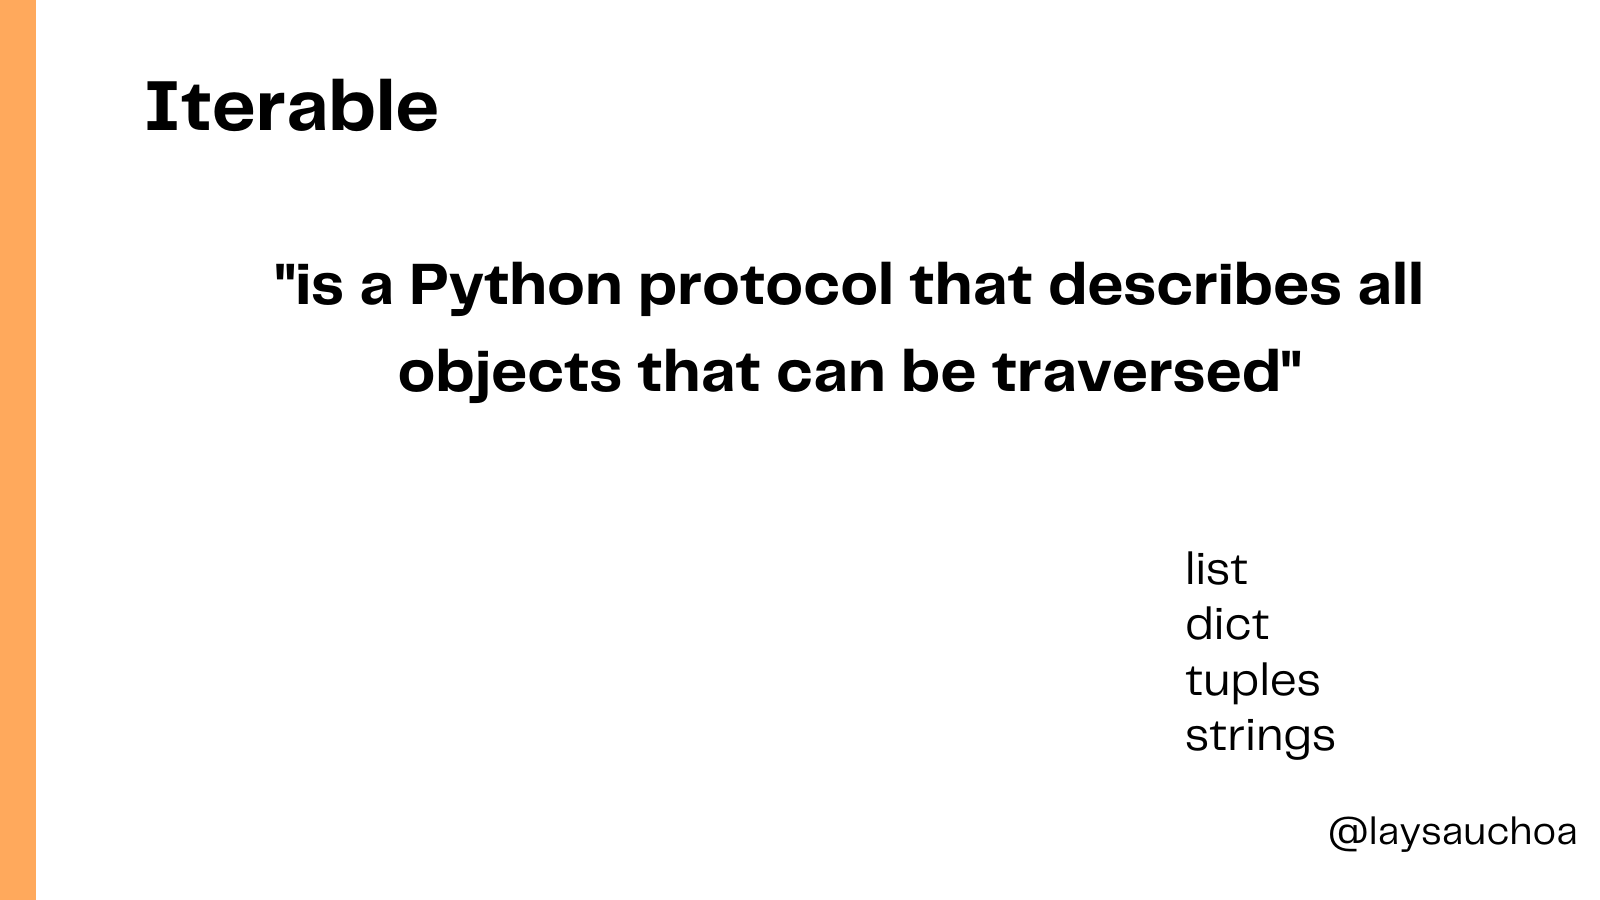 Iterable
"is a Python protocol that describes all
objects that can be traversed"
list
dict
tuples
strings
@laysauchoa